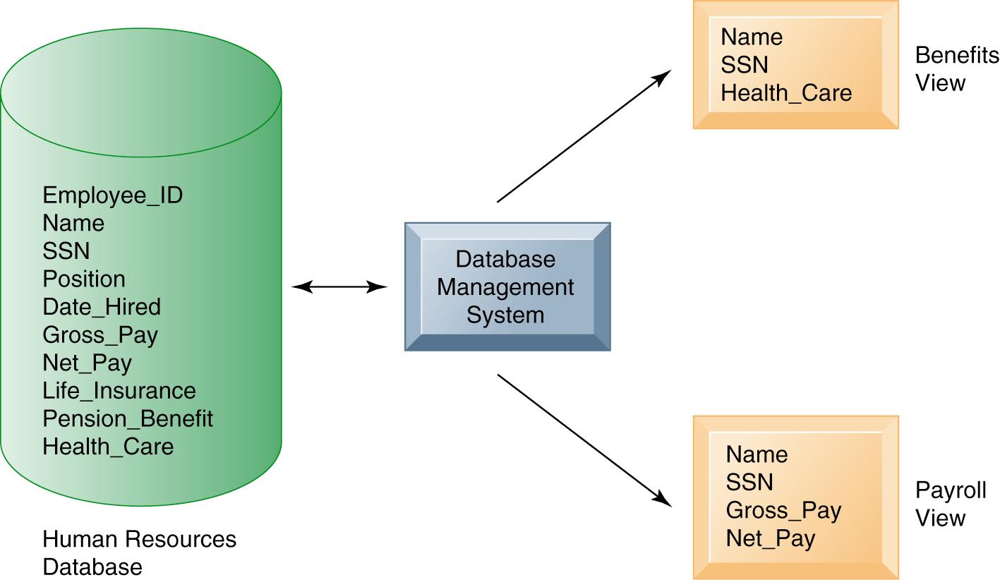 Employee_ID
Name
SSN
Position
Date_Hired
Gross_Pay
Net_Pay
Life_Insurance
Pension_Benefit
Health_Care
Human Resources
Database
Database
Management
System
Name
SSN
Health_Care
Benefits
View
Name
SSN
Gross_Pay
Net_Pay
Payroll
View